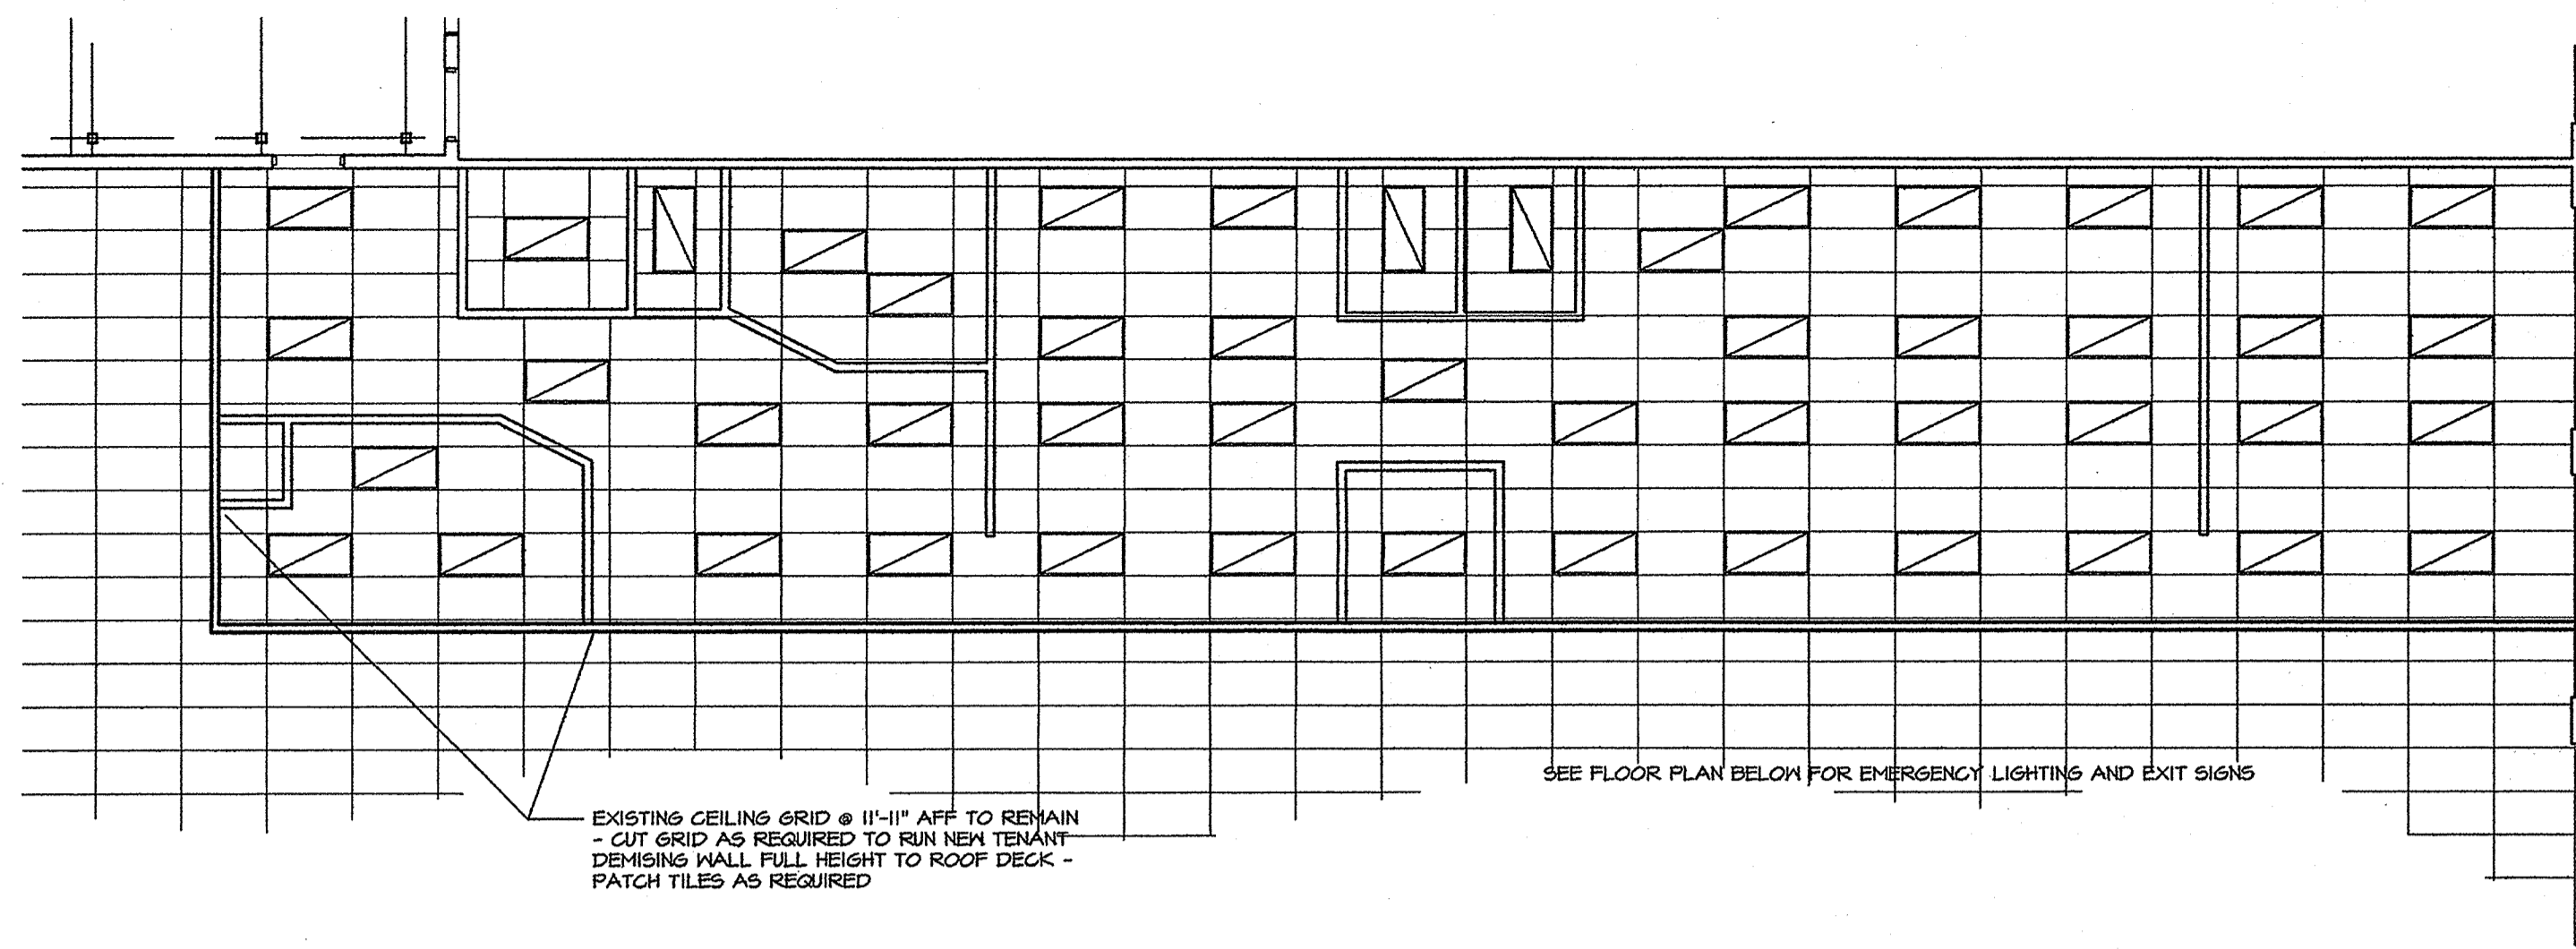 SEE FLOOR PLAN BELOW FOR EMERGENCY LIGHTING AND EXIT SIGNS
EXISTING CEILING GRID @ 11'-11" AFF TO REMAIN
- CUT GRID AS REQUIRED TO RUN NEW TENANT
DEMISING WALL FULL HEIGHT TO ROOF DECK -
PATCH TILES AS REQUIRED